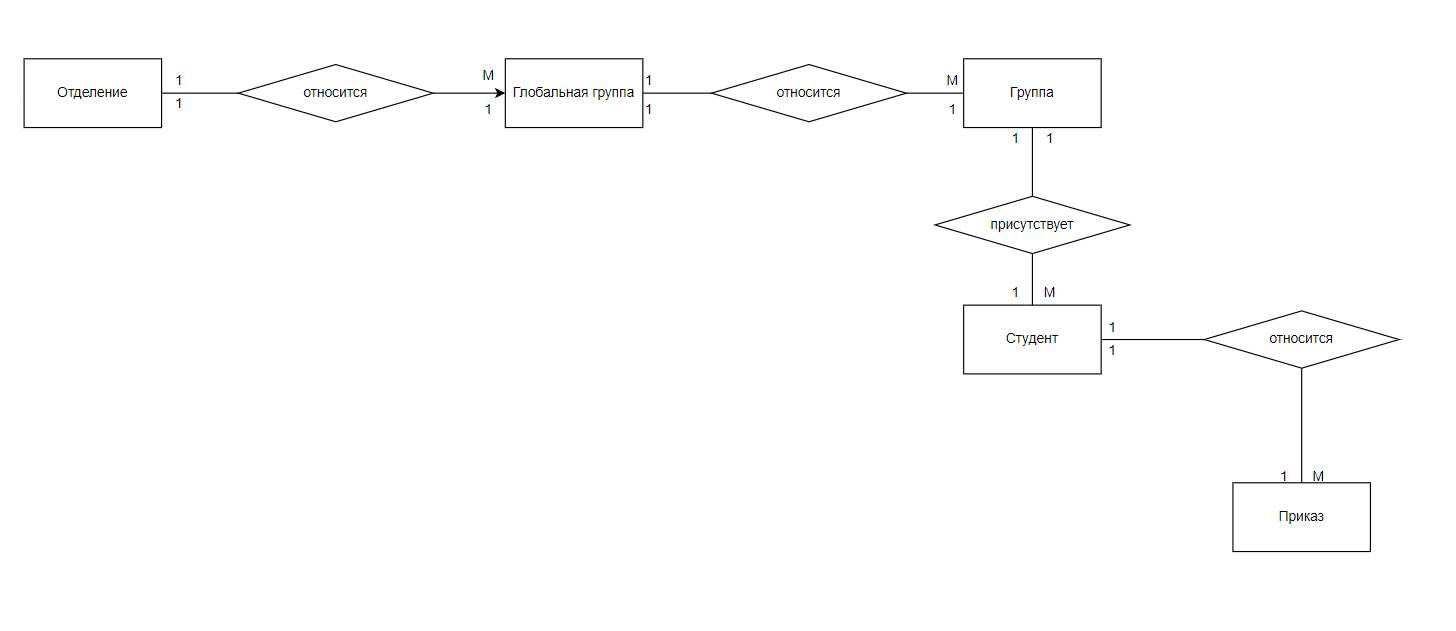 Отделение
1
1
относится
М
1
Глобальная группа
1
1
относится
М
1
Группа
1
1
присутствует
1
М
Студент
1
1
относится
1
М
Приказ